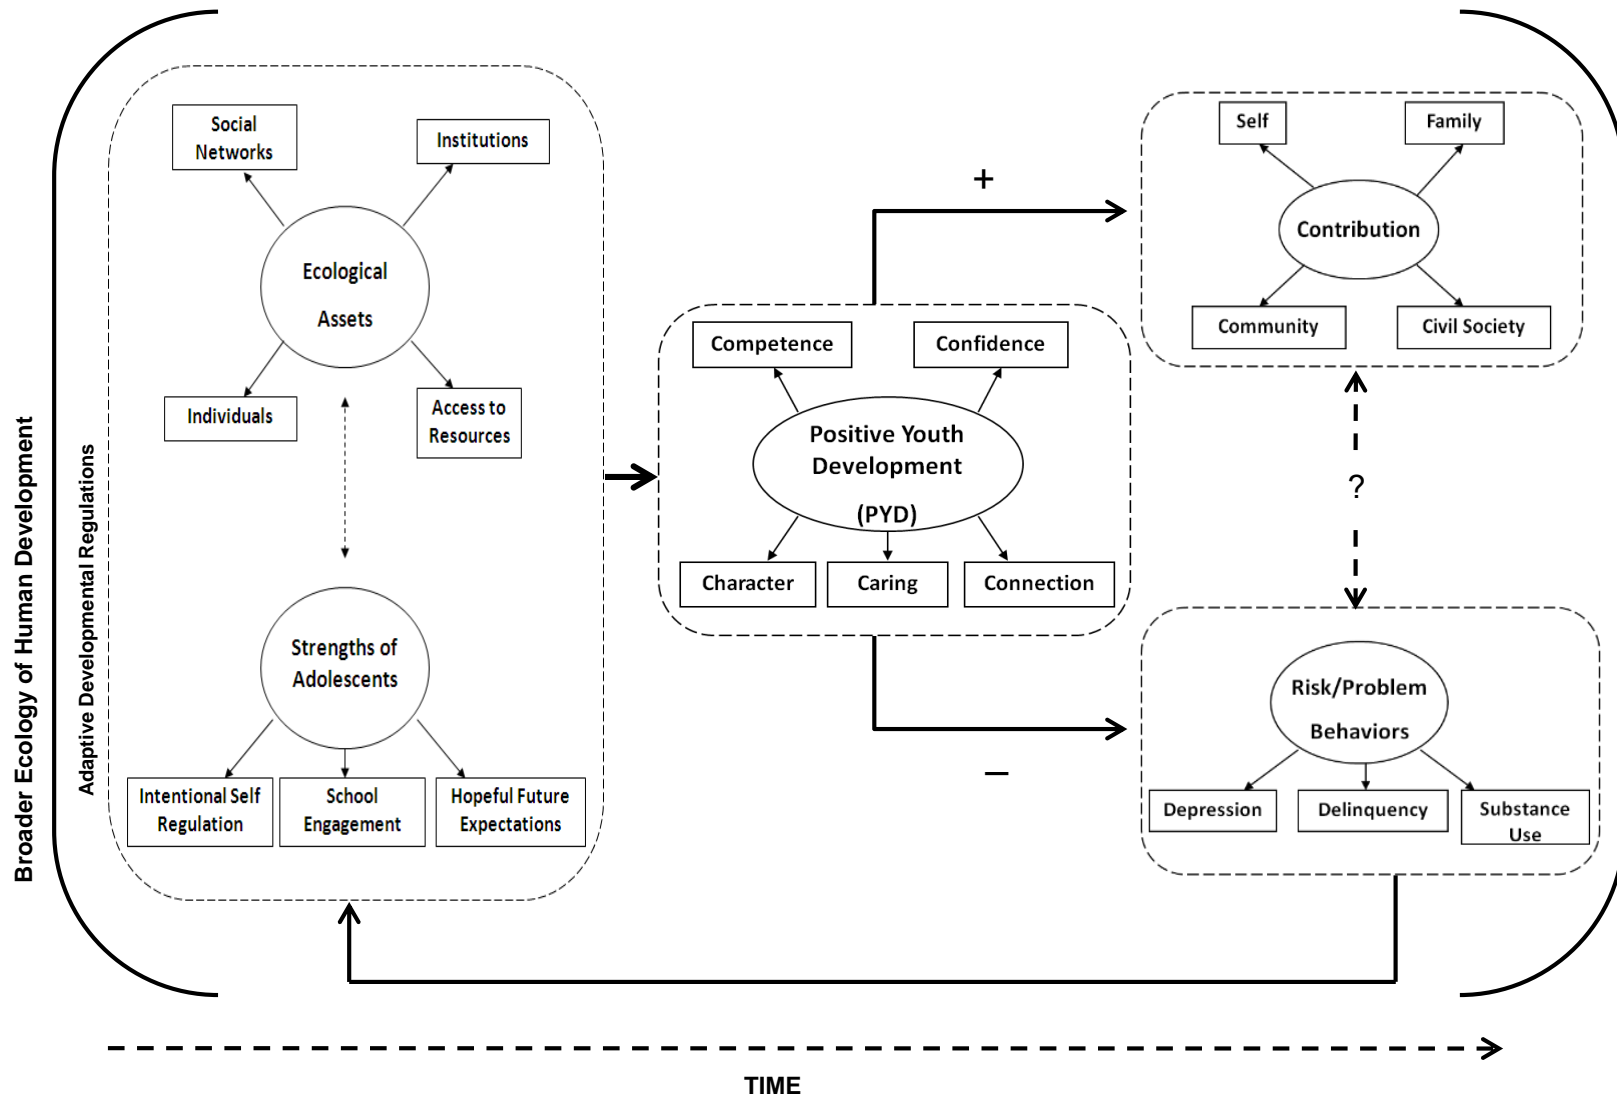 Broader Ecology of Human Development
Adaptive Developmental Regulations
Social
Networks
Institutions
Ecological
Assets
Individuals
Access to
Resources
Strengths of
Adolescents
Intentional Self
Regulation
School
Engagement
Hopeful Future
Expectations
Competence
Confidence
Positive Youth
Development
(PYD)
Character
Caring
Connection
+
–
Self
Family
Contribution
Community
Civil Society
?
Risk/Problem
Behaviors
Depression
Delinquency
Substance
Use
TIME